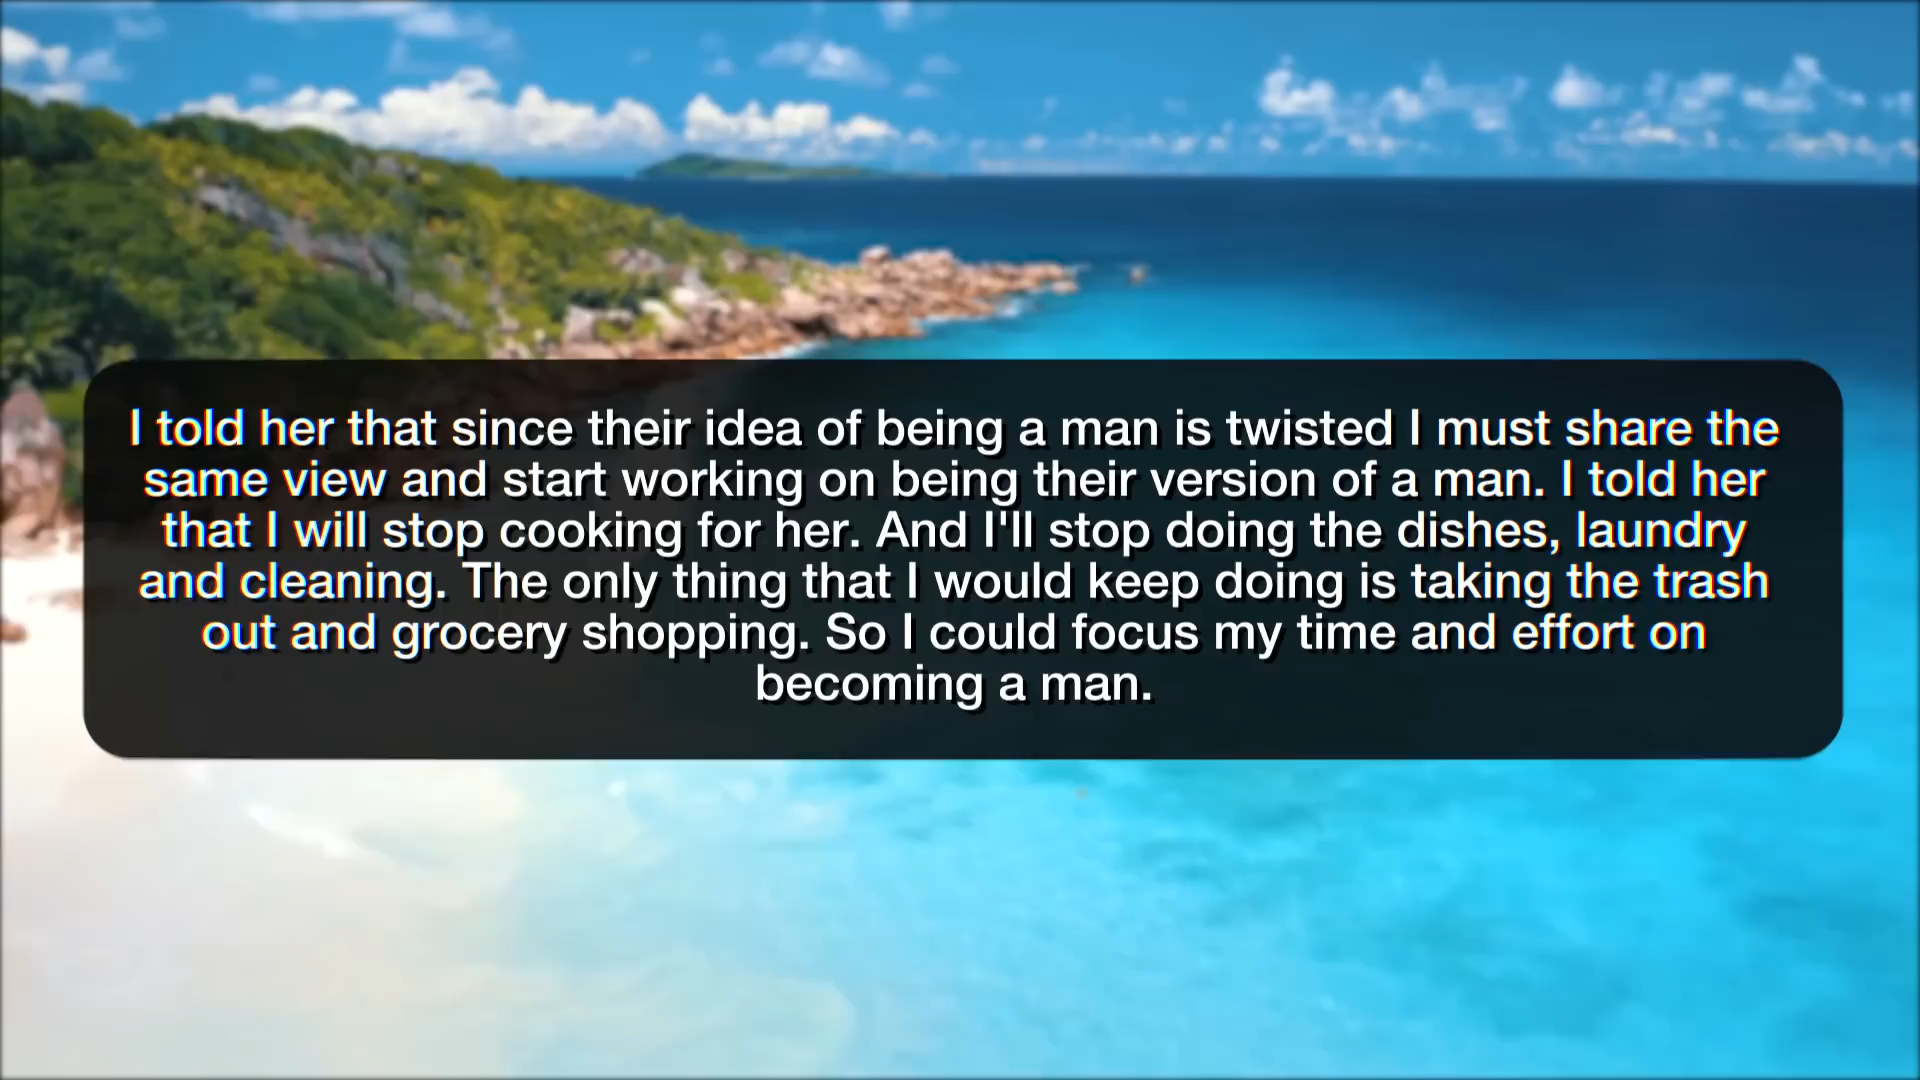 I told her that since their idea of being a man is twisted I must share the
same view and start working on being their version of a man. I told her
that I will stop cooking for her. And I'll stop doing the dishes, laundry
and cleaning. The only thing that I would keep doing is taking the trash
out and grocery shopping. So I could focus my time and effort on
becoming a man.